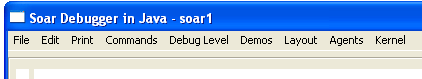 Soar Debugger in Java - soar1
File Edit Print Commands Debug Level Demos Layout Agents Kernel